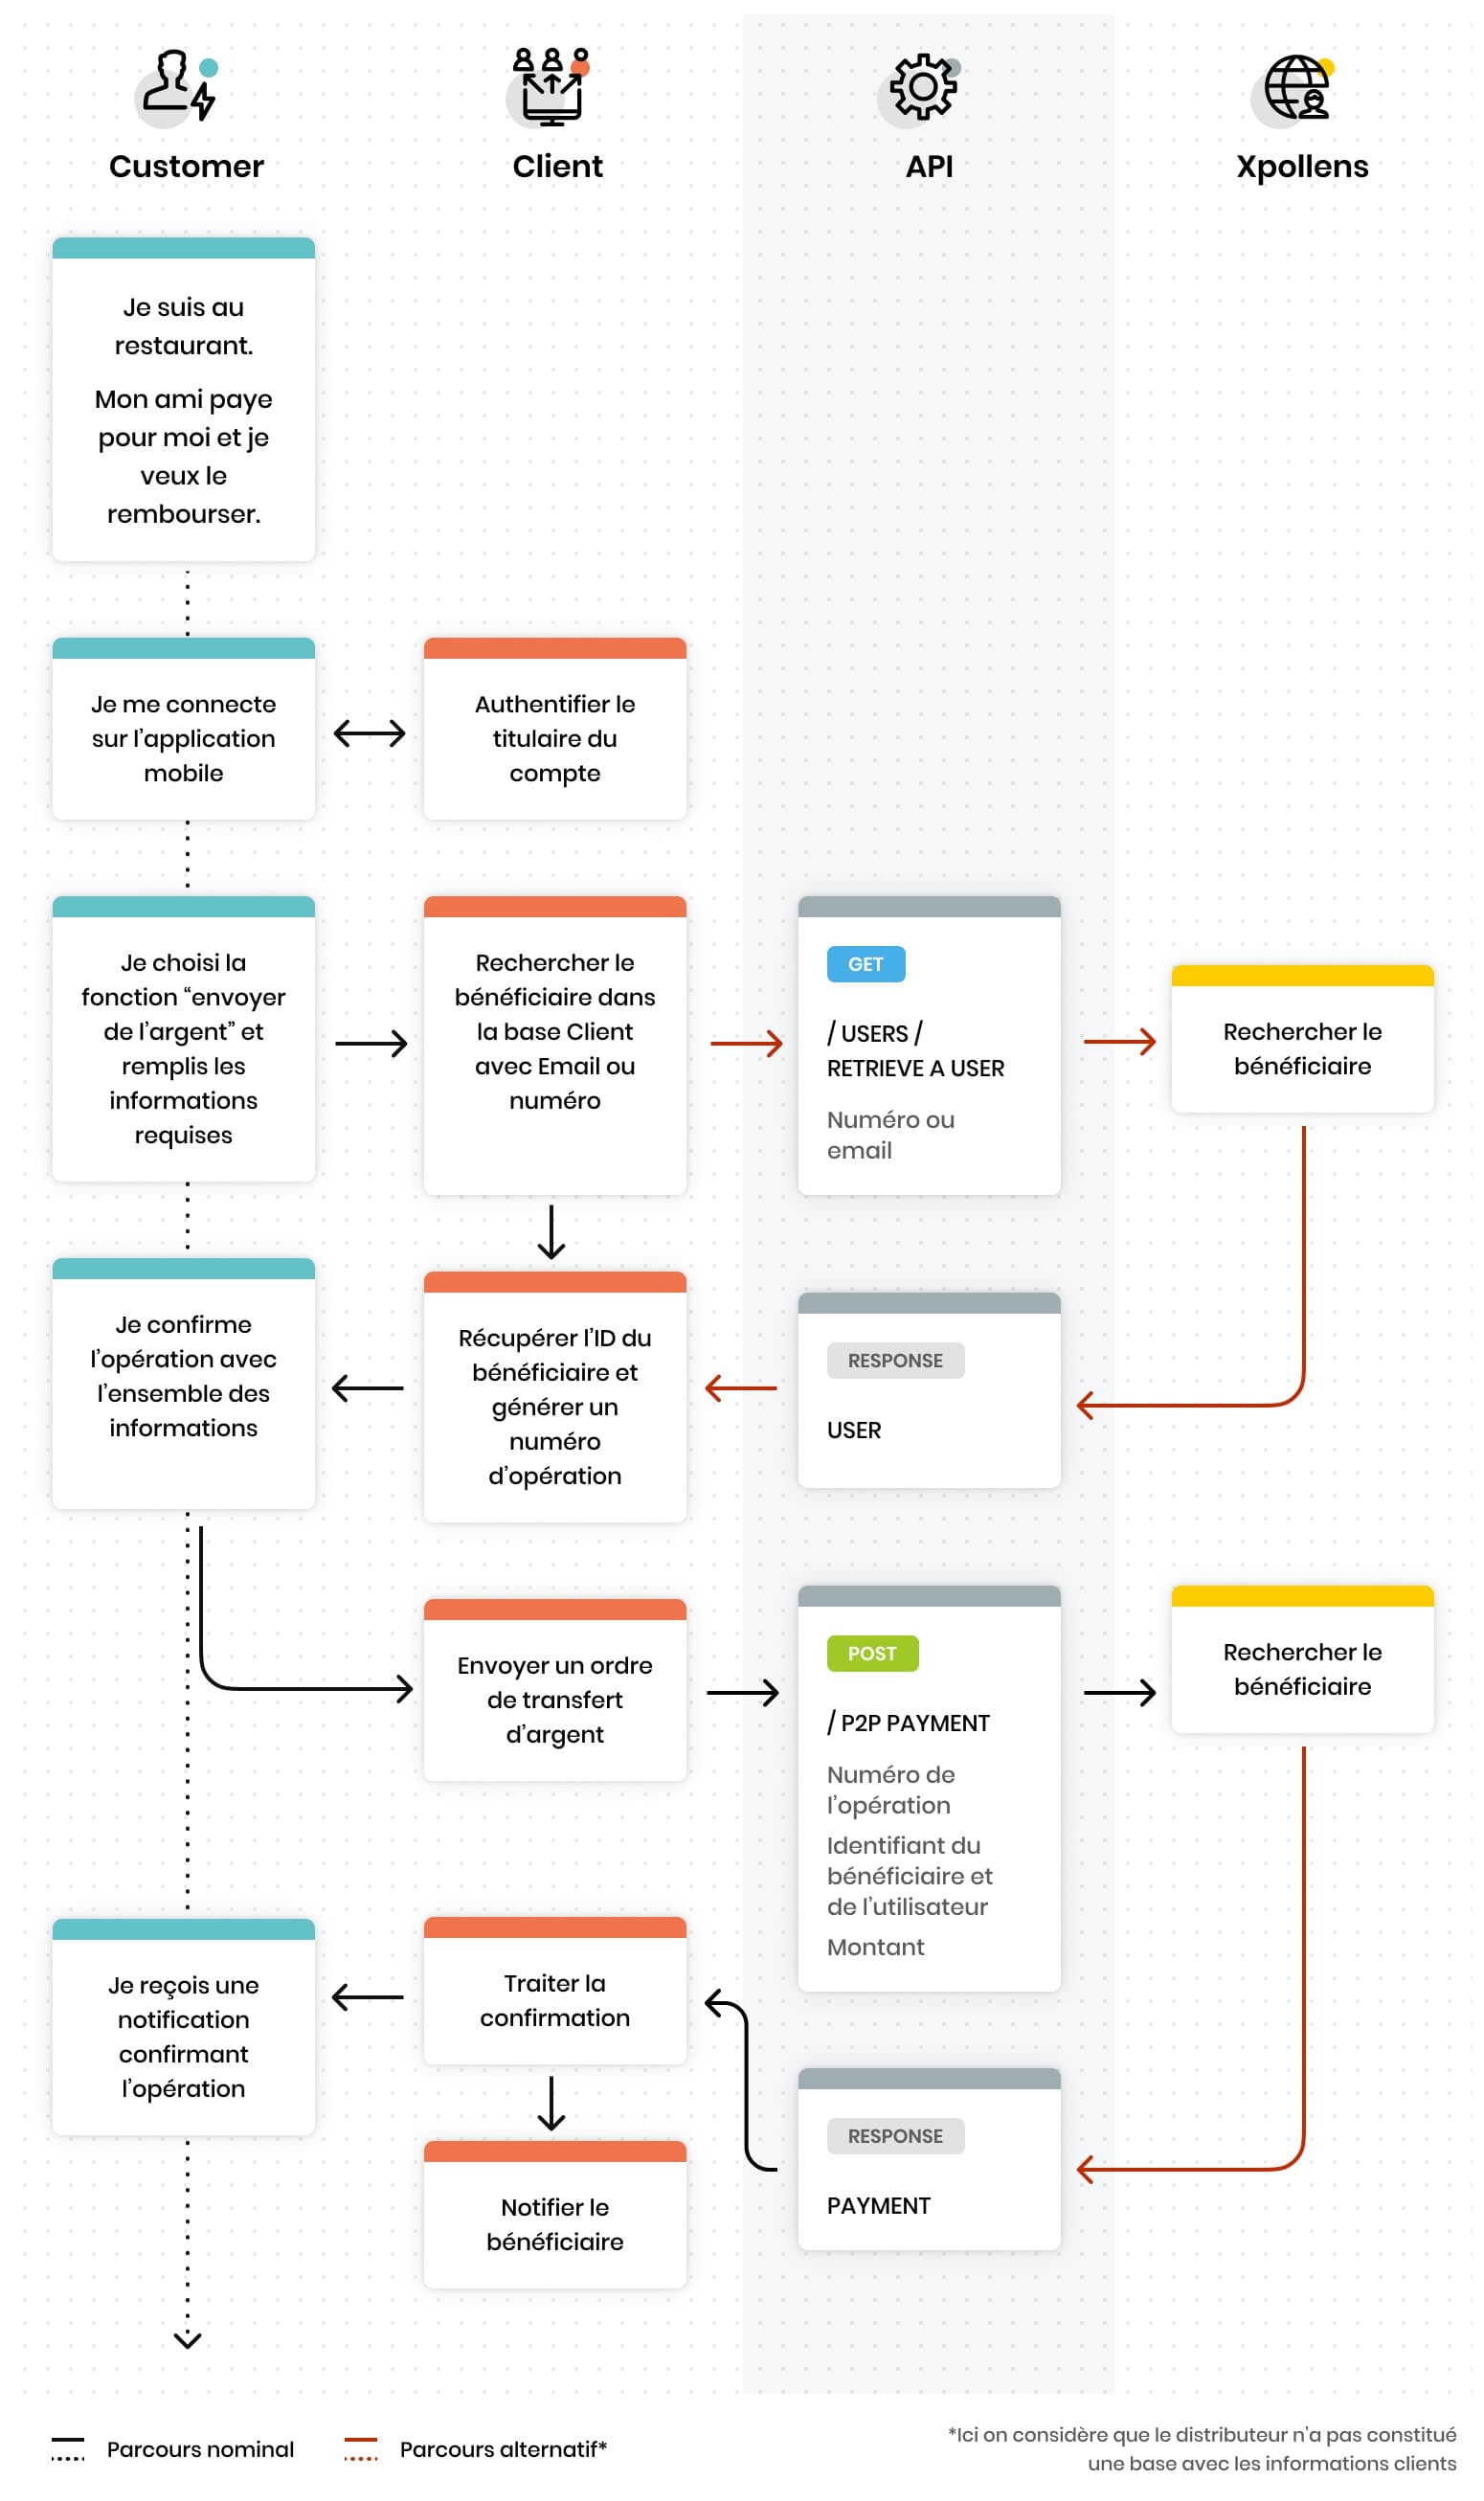 Customer
Client
API
Xpollens
Je suis au
restaurant.
Mon ami paye
pour moi et je
veux le
rembourser.
Je me connecte
sur l'application
mobile
Authentifier le
titulaire du
compte
Je choisi la
fonction “envoyer
de l'argent” et
remplis les
informations
requises
Rechercher le
bénéficiaire dans
la base Client
avec Email ou
numéro
GET
/ USERS /
RETRIEVE A USER
Numéro ou
email
Rechercher le
bénéficiaire
Je confirme
l'opération avec
l'ensemble des
informations
Récupérer l'ID du
bénéficiaire et
générer un
numéro
d'opération
RESPONSE
USER
Envoyer un ordre
de transfert
d'argent
POST
/ P2P PAYMENT
Numéro de
l'opération
Identifiant du
bénéficiaire et
de l'utilisateur
Montant
Rechercher le
bénéficiaire
Je reçois une
notification
confirmant
l'opération
Traiter la
confirmation
Notifier le
bénéficiaire
RESPONSE
PAYMENT
Parcours nominal
Parcours alternatif*
*Ici on considère que le distributeur n'a pas constitué
une base avec les informations clients